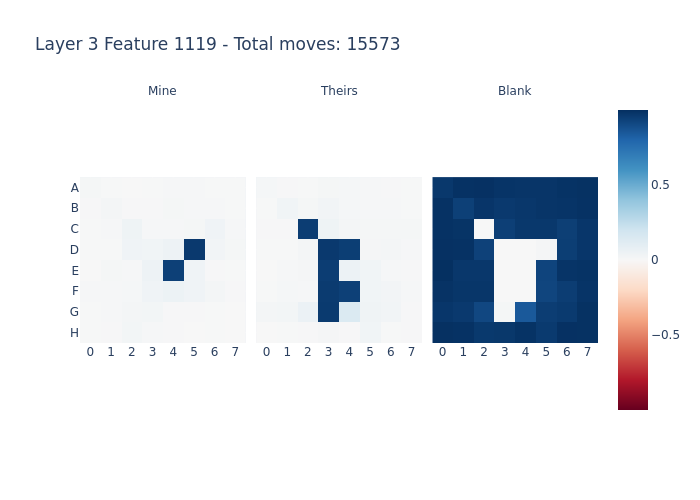 Layer 3 Feature 1119 - Total moves: 15573
Mine
Theirs
Blank
A
B
C
D
E
F
G
H
0 1 2 3 4 5 6 7
0 1 2 3 4 5 6 7
0 1 2 3 4 5 6 7
0.5
0
−0.5